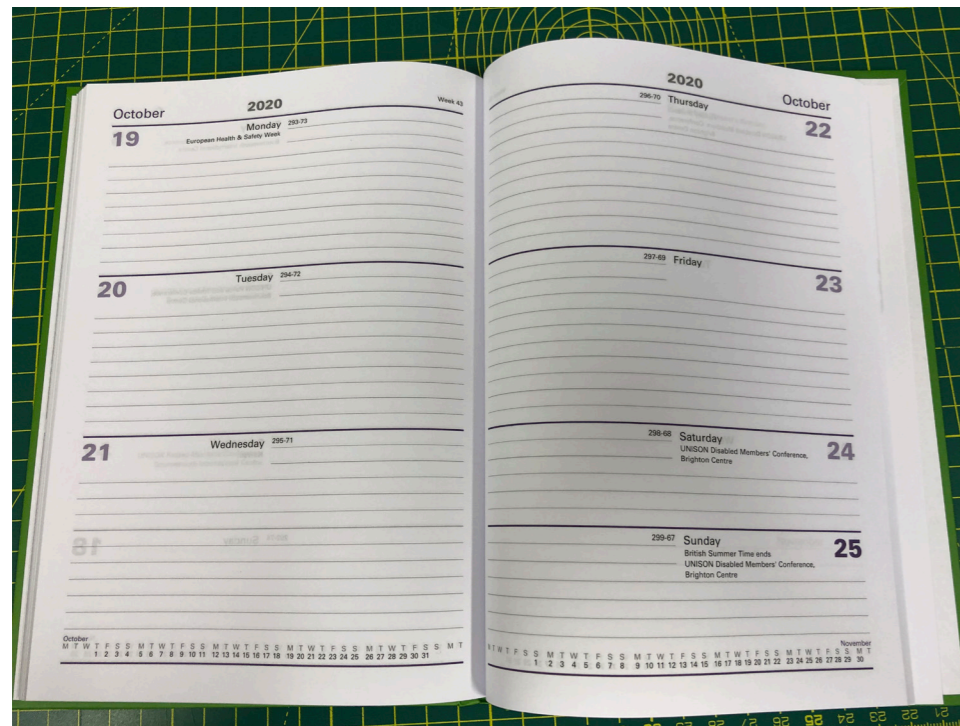 October 2020 Week 43
19 Monday 293-73
European Health & Safety Week
20 Tuesday 294-72
21 Wednesday 295-71
October
M T W T F S S M T W T F S S M T W T F S S M T W T F S S M T W T F S S M T
1 2 3 4 5 6 7 8 9 10 11 12 13 14 15 16 17 18 19 20 21 22 23 24 25 26 27 28 29 30 31
2020 October
296-70 Thursday 22
297-69 Friday 23
298-68 Saturday 24
UNISON Disabled Members' Conference,
Brighton Centre
299-67 Sunday 25
British Summer Time ends
UNISON Disabled Members' Conference,
Brighton Centre
November
M T W T F S S M T W T F S S M T W T F S S M T W T F S S M T W T F S S M T
1 2 3 4 5 6 7 8 9 10 11 12 13 14 15 16 17 18 19 20 21 22 23 24 25 26 27 28 29 30
25 24 23 22 21